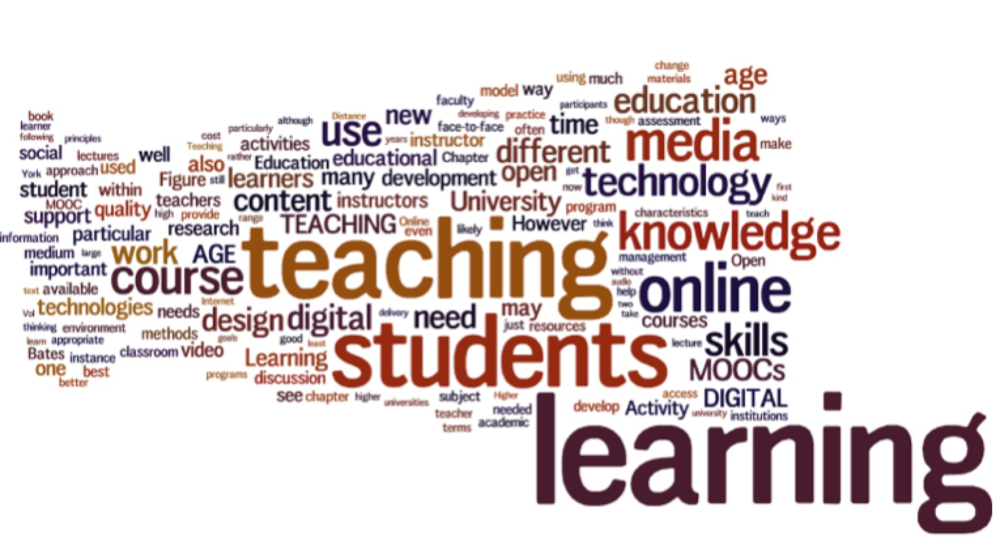 change
age
using much
materials
model way
faculty
participants
education
book
learner
although
Distance
new
developing
practice
time
though
assessment
ways
folowing
principles
particularly
use
face-to-face
often
media
cost
years
instructor
make
social
lectures
well
Teaching
activities
different
also
rather
Education
educational
Chapter
York
approach
used
Figure
still
learners
many
development
open
get
technology
student
within
now
first
kind
MOOC
teachers
content
instructors
University
program
support
quality
high
provide
range
TEACHING
Online
even
likely
However
think
characteristics
teach
information
particular
research
teaching
knowledge
medium
large
work
AGE
management
Open
important
course
without
online
text
available
audio
help
Vol
technologies
needs
Internet
design
digital
delivery
need
may
two
take
courses
thinking
environment
just
resources
learn
appropriate
methods
goals
good
least
students
lecture
skills
Bates
instance
classroom
video
Learning
MOOCs
one
best
better
programs
discussion
see
chapter
higher
universities
subject
Higher
access
DIGITAL
teacher
needed
develop
Activity
university
institutions
terms
academic
learning